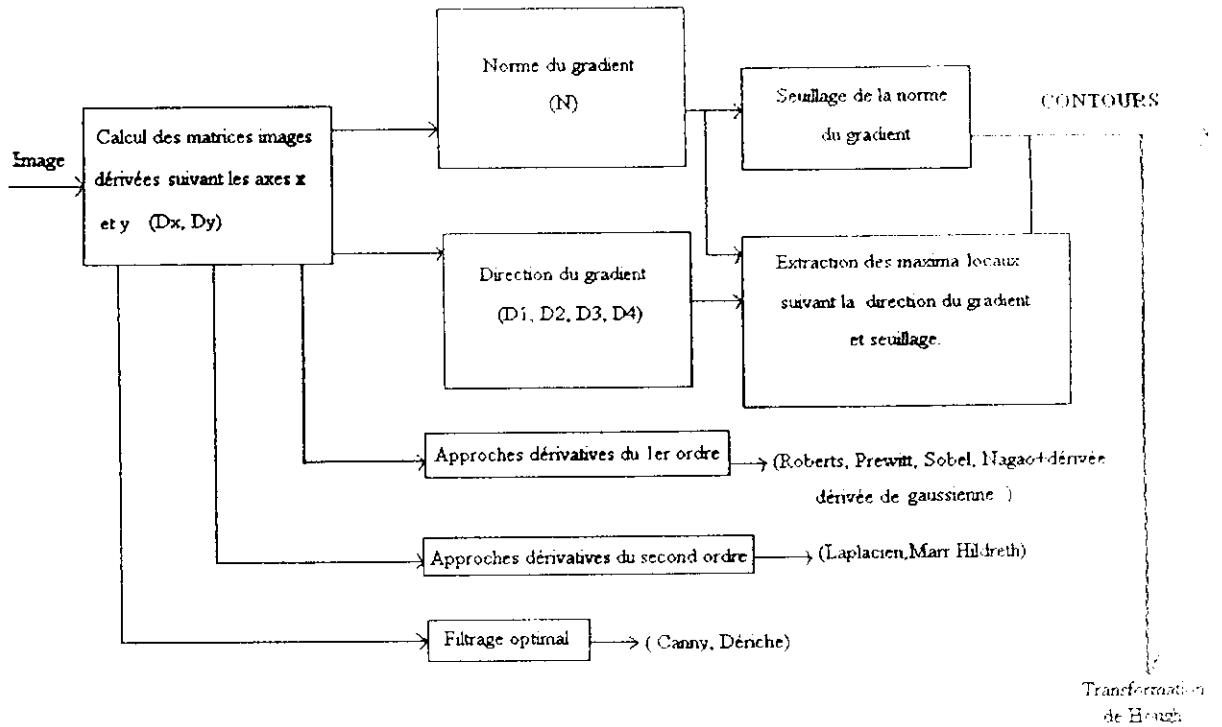 Image
Calcul des matrices images
dérivées suivant les axes x
et y (Dx, Dy)
Norme du gradient
(N)
Seuillage de la norme
du gradient
CONTOURS
Direction du gradient
(D1, D2, D3, D4)
Extraction des maxima locaux
suivant la direction du gradient
et seuillage.
Approches dérivatives du 1er ordre
(Roberts, Prewitt, Sobel, Nagao+dérivée
dérivée de gaussienne )
Approches dérivatives du second ordre
(Laplacien,Marr Hildreth)
Filtrage optimal
( Canny, Dériche)
Transformation
de Hough